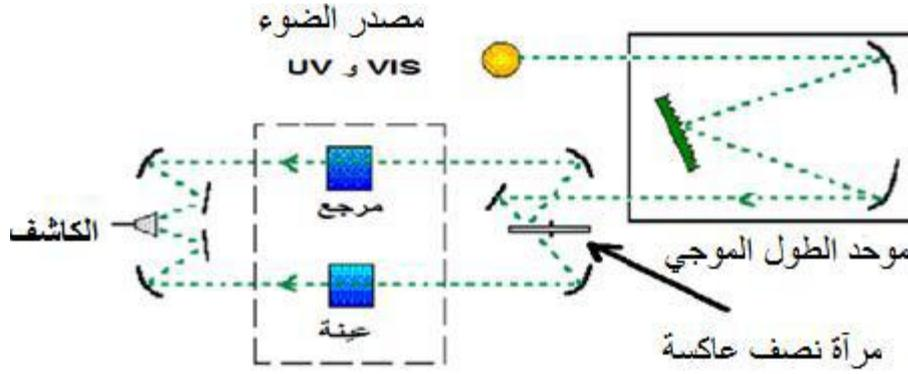 مصدر الضوء
UV و VIS
مرجع
الكاشف
موحد الطول الموجي
عينة
مرآة نصف عاكسة